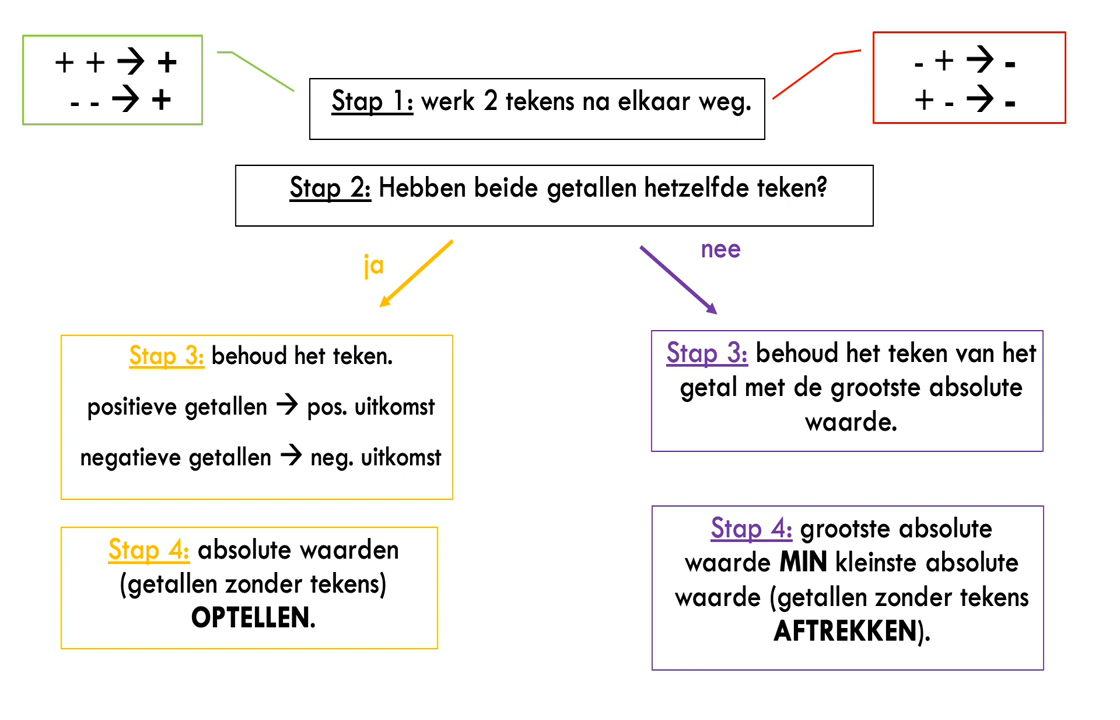 + + → +
- - → +
- + → -
+ - → -
Stap 1: werk 2 tekens na elkaar weg.
Stap 2: Hebben beide getallen hetzelfde teken?
ja
nee
Stap 3: behoud het teken.
positieve getallen → pos. uitkomst
negatieve getallen → neg. uitkomst
Stap 4: absolute waarden
(getallen zonder tekens)
OPTELLEN.
Stap 3: behoud het teken van het
getal met de grootste absolute
waarde.
Stap 4: grootste absolute
waarde MIN kleinste absolute
waarde (getallen zonder tekens
AFTREKKEN).